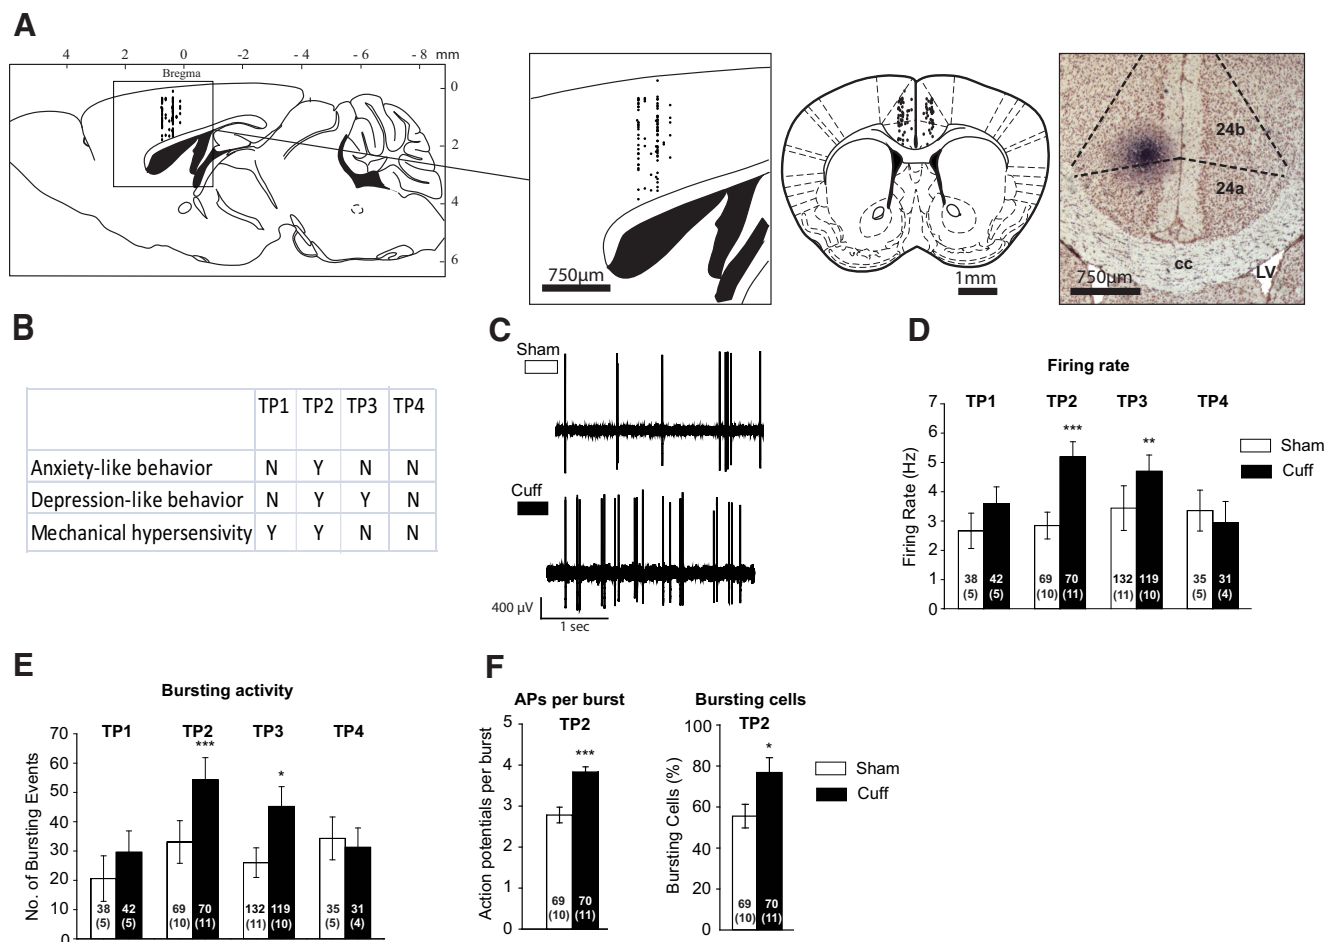 A
4 2 0 -2 -4 -6 -8 mm
Bregma
0
2
4
6
750µm
1mm
24b
24a
cc
LV
750µm
B
TP1 TP2 TP3 TP4
Anxiety-like behavior N Y N N
Depression-like behavior N Y Y N
Mechanical hypersensivity Y Y N N
C
Sham
Cuff
400 µV
1 sec
D
Firing rate
TP1 TP2 TP3 TP4
*** **
Firing Rate (Hz)
7
6
5
4
3
2
1
0
38 42 69 70 132 119 35 31
(5) (5) (10) (11) (11) (10) (5) (4)
Sham
Cuff
E
Bursting activity
TP1 TP2 TP3 TP4
*** *
No. of Bursting Events
70
60
50
40
30
20
10
0
38 42 69 70 132 119 35 31
(5) (5) (10) (11) (11) (10) (5) (4)
F
APs per burst
TP2
***
Action potentials per burst
5
4
3
2
1
0
69 70
(10) (11)
Bursting cells
TP2
*
Bursting Cells (%)
100
80
60
40
20
0
69 70
(10) (11)
Sham
Cuff